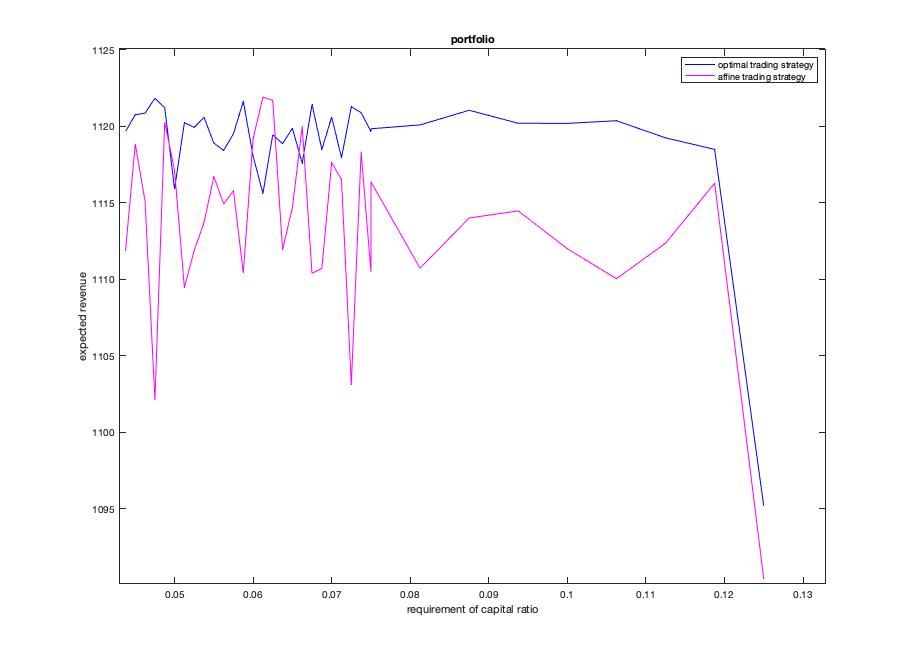 portfolio
1125
1120
1115
1110
1105
1100
1095
expected revenue
optimal trading strategy
affine trading strategy
0.05 0.06 0.07 0.08 0.09 0.1 0.11 0.12 0.13
requirement of capital ratio